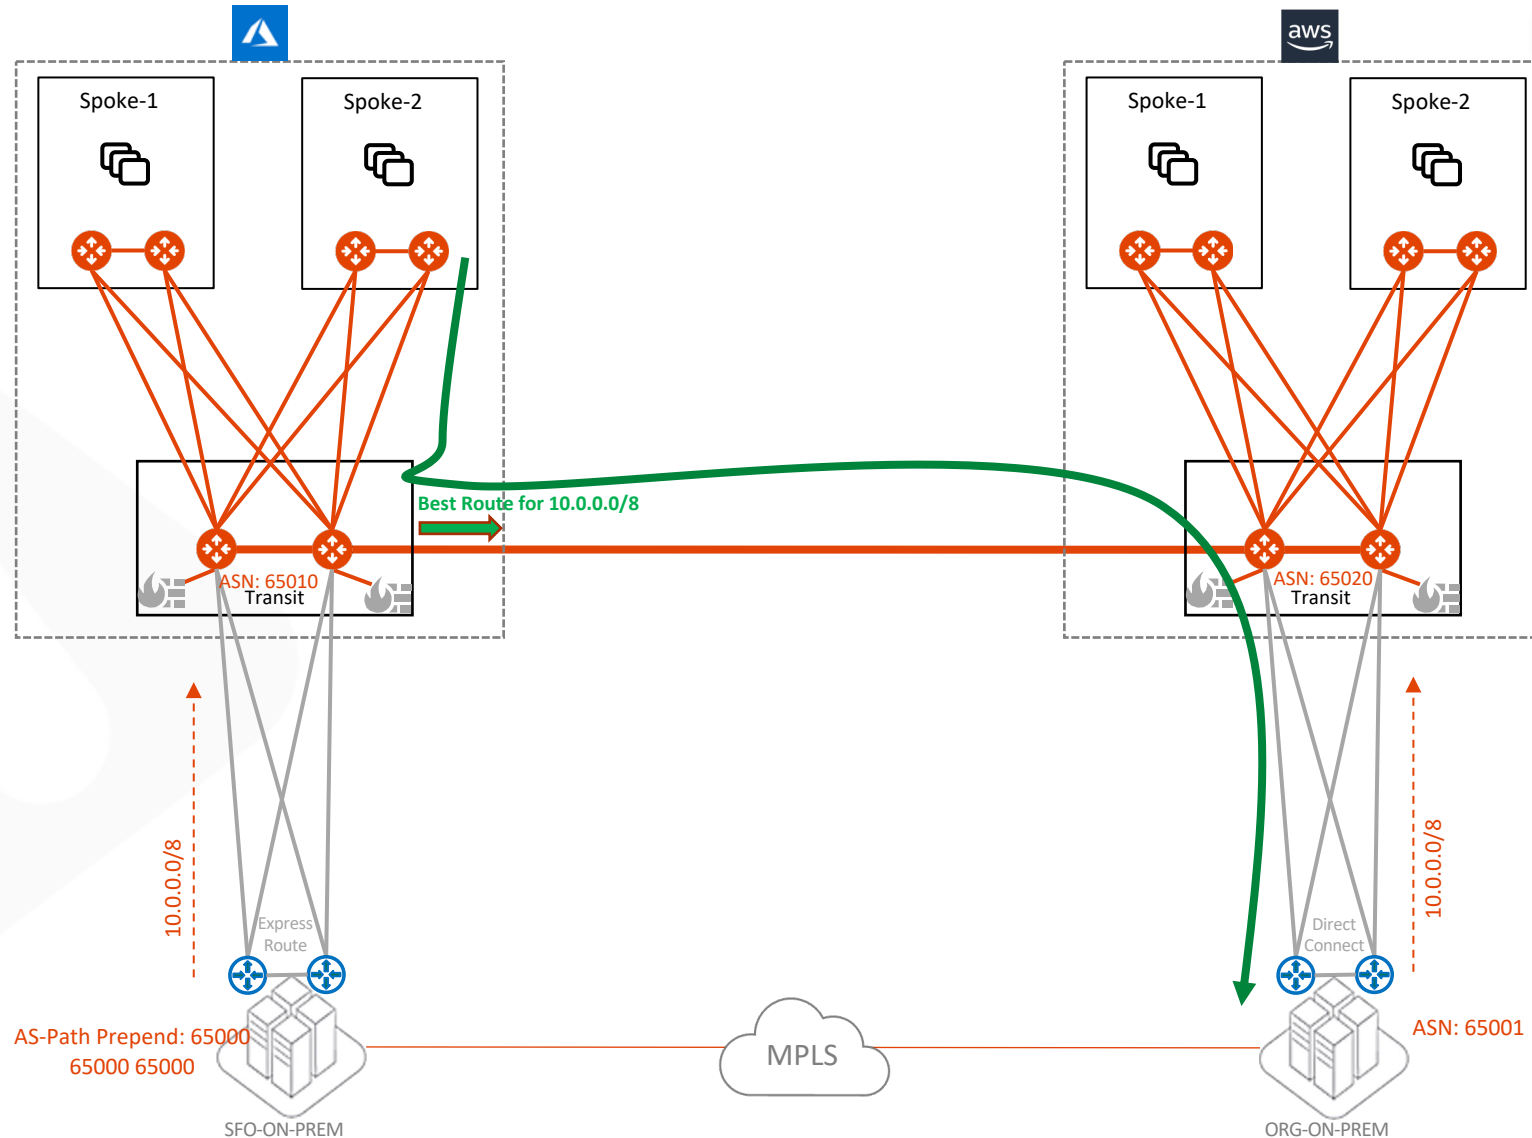 aws
Spoke-1
Spoke-2
Spoke-1
Spoke-2
Best Route for 10.0.0.0/8
ASN: 65010
Transit
ASN: 65020
Transit
10.0.0.0/8
10.0.0.0/8
Express
Route
Direct
Connect
AS-Path Prepend: 65000
65000 65000
MPLS
ASN: 65001
SFO-ON-PREM
ORG-ON-PREM